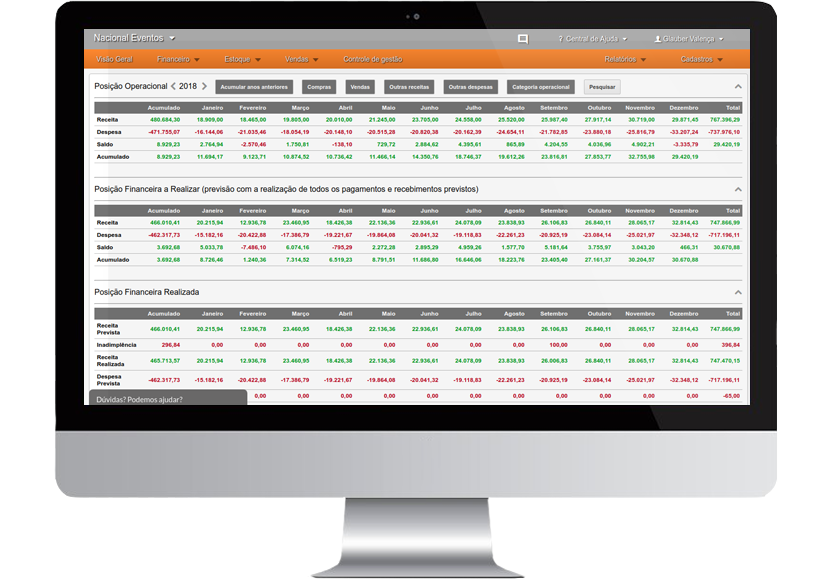 Nacional Eventos
Central de Ajuda
Glauber Valença
Visão Geral Financeiro Estoque Vendas Controle de gestão Relatórios Cadastros
Posição Operacional 2018 Acumular anos anteriores Compras Vendas Outras receitas Outras despesas Categoria operacional Pesquisar
Acumulado Janeiro Fevereiro Março Abril Maio Junho Julho Agosto Setembro Outubro Novembro Dezembro Total
Receita 480.684,30 18.909,00 18.465,00 19.805,00 20.010,00 21.245,00 23.705,00 24.558,00 25.520,00 25.987,40 27.917,14 30.719,00 29.871,45 767.396,29
Despesa -471.755,07 -16.144,06 -21.035,46 -18.054,19 -20.148,10 -20.515,28 -20.820,38 -20.162,39 -24.654,11 -21.782,85 -23.880,18 -25.816,79 -33.207,24 -737.976,10
Saldo 8.929,23 2.764,94 -2.570,46 1.750,81 -138,10 729,72 2.884,62 4.395,61 865,89 4.204,55 4.036,96 4.902,21 -3.335,79 29.420,19
Acumulado 8.929,23 11.694,17 9.123,71 10.874,52 10.736,42 11.466,14 14.350,76 18.746,37 19.612,26 23.816,81 27.853,77 32.755,98 29.420,19
Posição Financeira a Realizar (previsão com a realização de todos os pagamentos e recebimentos previstos)
Acumulado Janeiro Fevereiro Março Abril Maio Junho Julho Agosto Setembro Outubro Novembro Dezembro Total
Receita 466.010,41 20.215,94 12.936,78 23.460,95 18.426,38 22.136,36 22.936,61 24.078,09 23.838,93 26.106,83 26.840,11 28.065,17 32.814,43 747.866,99
Despesa -462.317,73 -15.182,16 -20.422,88 -17.386,79 -19.221,67 -19.864,08 -20.041,32 -19.118,83 -22.261,23 -20.925,19 -23.084,14 -25.021,97 -32.348,12 -717.196,11
Saldo 3.692,68 5.033,78 -7.486,10 6.074,16 -795,29 2.272,28 2.895,29 4.959,26 1.577,70 5.181,64 3.755,97 3.043,20 466,31 30.670,88
Acumulado 3.692,68 8.726,46 1.240,36 7.314,52 6.519,23 8.791,51 11.686,80 16.646,06 18.223,76 23.405,40 27.161,37 30.204,57 30.670,88
Posição Financeira Realizada
Acumulado Janeiro Fevereiro Março Abril Maio Junho Julho Agosto Setembro Outubro Novembro Dezembro Total
Receita
Prevista 466.010,41 20.215,94 12.936,78 23.460,95 18.426,38 22.136,36 22.936,61 24.078,09 23.838,93 26.106,83 26.840,11 28.065,17 32.814,43 747.866,99
Inadimplência 296,84 0,00 0,00 0,00 0,00 0,00 0,00 0,00 0,00 100,00 0,00 0,00 0,00 396,84
Receita
Realizada 465.713,57 20.215,94 12.936,78 23.460,95 18.426,38 22.136,36 22.936,61 24.078,09 23.838,93 26.006,83 26.840,11 28.065,17 32.814,43 747.470,15
Despesa
Prevista -462.317,73 -15.182,16 -20.422,88 -17.386,79 -19.221,67 -19.864,08 -20.041,32 -19.118,83 -22.261,23 -20.925,19 -23.084,14 -25.021,97 -32.348,12 -717.196,11
0,00 0,00 0,00 0,00 0,00 0,00 0,00 0,00 0,00 0,00 0,00 -65,00
Dúvidas? Podemos ajudar?